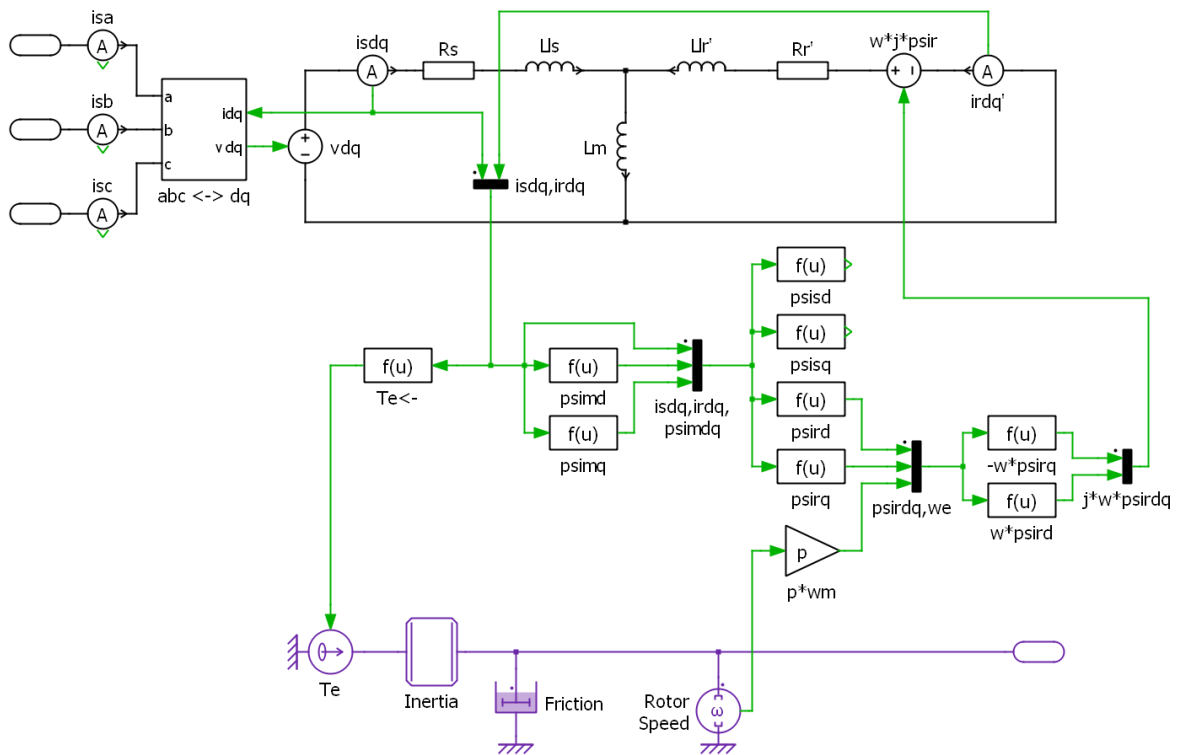 isa
A
isb
A
isc
A
a
b
c
idq
v dq
abc <-> dq
isdq
A
Rs
Lls
Llr'
Rr'
w*j*psir
A
irdq'
vdq
Lm
isdq,irdq
f(u)
Te<-
f(u)
psimd
f(u)
psimq
isdq,irdq,
psimdq
f(u)
psisd
f(u)
psisq
f(u)
psird
f(u)
psirq
psirdq,we
f(u)
-w*psirq
f(u)
w*psird
j*w*psirdq
p
p*wm
Te
Inertia
Friction
Rotor
Speed
ω